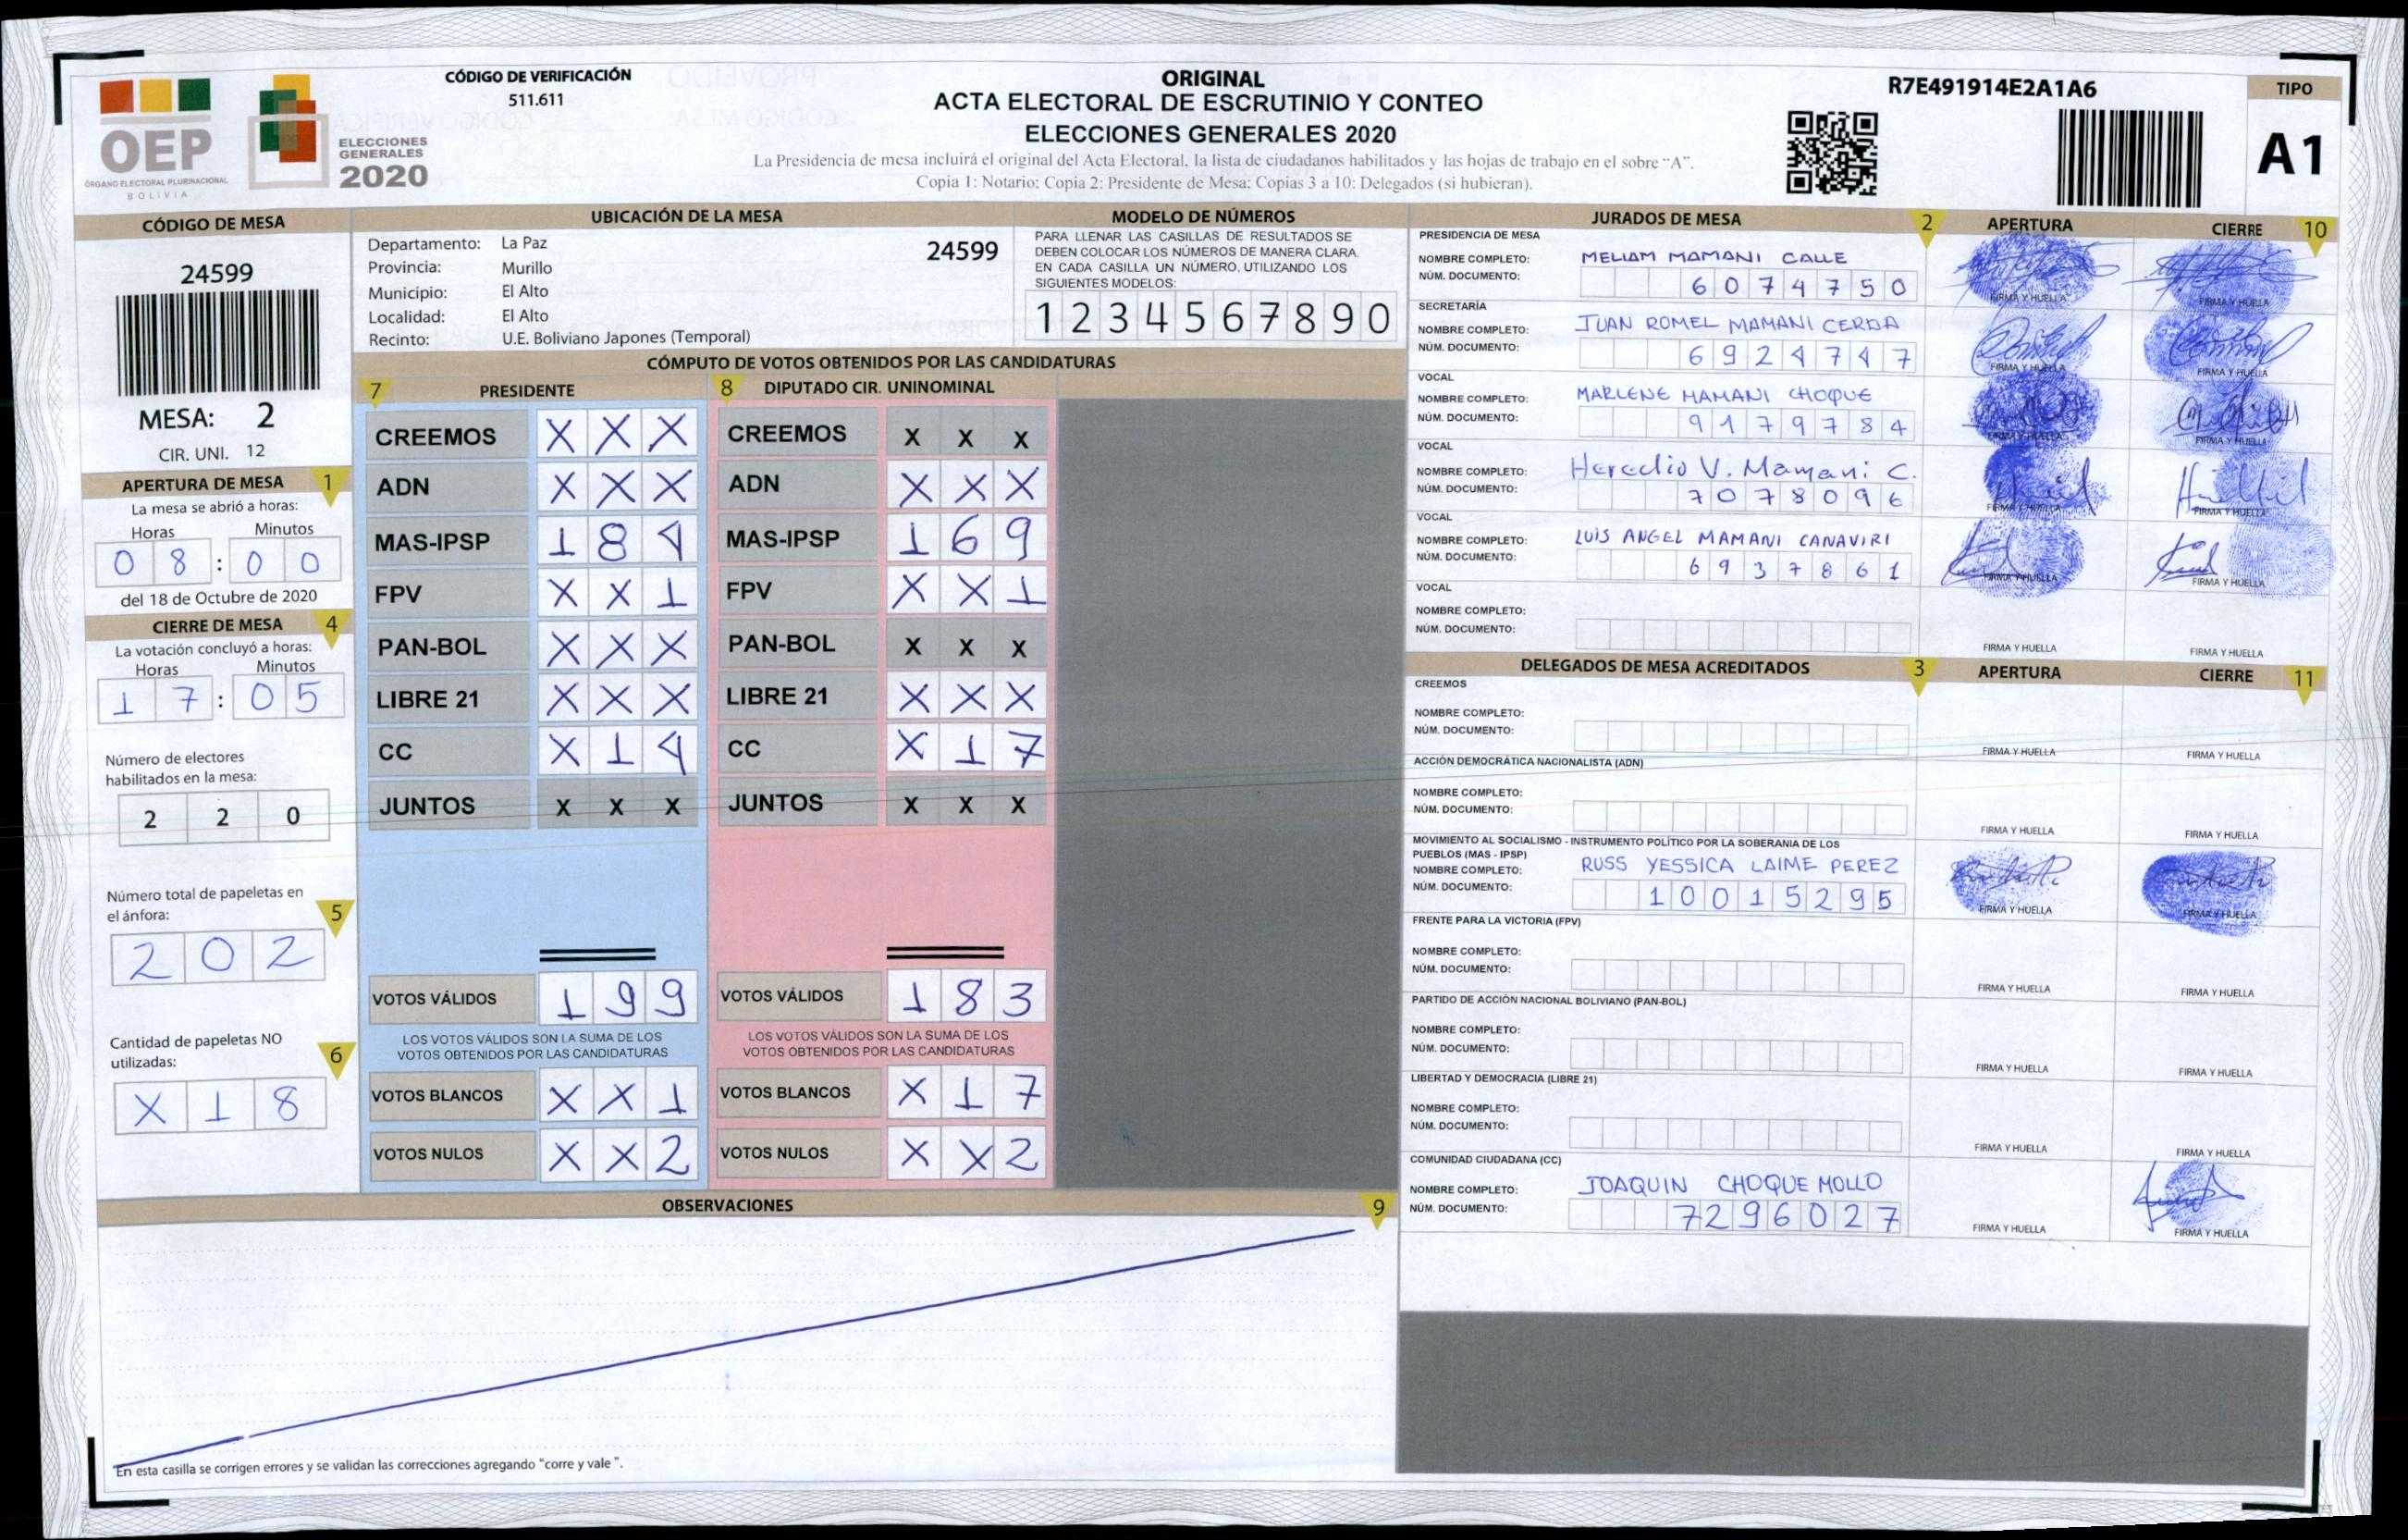 CÓDIGO DE VERIFICACIÓN
511.611
OEP
ÓRGANO ELECTORAL PLURINACIONAL
BOLIVIA
ELECCIONES
GENERALES
2020
ORIGINAL
ACTA ELECTORAL DE ESCRUTINIO Y CONTEO
ELECCIONES GENERALES 2020
La Presidencia de mesa incluirá el original del Acta Electoral, la lista de ciudadanos habilitados y las hojas de trabajo en el sobre "A".
Copia 1: Notario; Copia 2: Presidente de Mesa; Copias 3 a 10: Delegados (si hubieran).
R7E491914E2A1A6
TIPO
A1
CÓDIGO DE MESA
24599
MESA: 2
CIR. UNI. 12
APERTURA DE MESA 1
La mesa se abrió a horas:
Horas Minutos
08:00
del 18 de Octubre de 2020
CIERRE DE MESA 4
La votación concluyó a horas:
Horas Minutos
17:05
Número de electores
habilitados en la mesa:
2 2 0
Número total de papeletas en
el ánfora: 5
2 0 2
Cantidad de papeletas NO
utilizadas: 6
X 1 8
UBICACIÓN DE LA MESA
Departamento: La Paz 24599
Provincia: Murillo
Municipio: El Alto
Localidad: El Alto
Recinto: U.E. Boliviano Japones (Temporal)
MODELO DE NÚMEROS
PARA LLENAR LAS CASILLAS DE RESULTADOS SE
DEBEN COLOCAR LOS NÚMEROS DE MANERA CLARA.
EN CADA CASILLA UN NÚMERO, UTILIZANDO LOS
SIGUIENTES MODELOS:
1 2 3 4 5 6 7 8 9 0
CÓMPUTO DE VOTOS OBTENIDOS POR LAS CANDIDATURAS
7 PRESIDENTE 8 DIPUTADO CIR. UNINOMINAL
CREEMOS X X X CREEMOS X X X
ADN X X X ADN X X X
MAS-IPSP 1 8 4 MAS-IPSP 1 6 9
FPV X X 1 FPV X X 1
PAN-BOL X X X PAN-BOL X X X
LIBRE 21 X X X LIBRE 21 X X X
CC X 1 4 CC X 1 7
JUNTOS X X X JUNTOS X X X
VOTOS VÁLIDOS 1 9 9 VOTOS VÁLIDOS 1 8 3
LOS VOTOS VÁLIDOS SON LA SUMA DE LOS LOS VOTOS VÁLIDOS SON LA SUMA DE LOS
VOTOS OBTENIDOS POR LAS CANDIDATURAS VOTOS OBTENIDOS POR LAS CANDIDATURAS
VOTOS BLANCOS X X 1 VOTOS BLANCOS X 1 7
VOTOS NULOS X X 2 VOTOS NULOS X X 2
OBSERVACIONES 9
En esta casilla se corrigen errores y se validan las correcciones agregando "corre y vale".
JURADOS DE MESA 2 APERTURA CIERRE 10
PRESIDENCIA DE MESA
NOMBRE COMPLETO: MELIAM MAMANI CALLE
NÚM. DOCUMENTO: 6074750
FIRMA Y HUELLA FIRMA Y HUELLA
SECRETARÍA
NOMBRE COMPLETO: JUAN ROMEL MAMANI CERDA
NÚM. DOCUMENTO: 6924747
FIRMA Y HUELLA FIRMA Y HUELLA
VOCAL
NOMBRE COMPLETO: MARLENE MAMANI CHOQUE
NÚM. DOCUMENTO: 9179784
FIRMA Y HUELLA FIRMA Y HUELLA
VOCAL
NOMBRE COMPLETO: Heredio V. Mamani C.
NÚM. DOCUMENTO: 7078096
FIRMA Y HUELLA FIRMA Y HUELLA
VOCAL
NOMBRE COMPLETO: LUIS ANGEL MAMANI CANAVIRI
NÚM. DOCUMENTO: 6937861
FIRMA Y HUELLA FIRMA Y HUELLA
VOCAL
NOMBRE COMPLETO:
NÚM. DOCUMENTO:
FIRMA Y HUELLA FIRMA Y HUELLA
DELEGADOS DE MESA ACREDITADOS 3 APERTURA CIERRE 11
CREEMOS
NOMBRE COMPLETO:
NÚM. DOCUMENTO:
FIRMA Y HUELLA FIRMA Y HUELLA
ACCIÓN DEMOCRÁTICA NACIONALISTA (ADN)
NOMBRE COMPLETO:
NÚM. DOCUMENTO:
FIRMA Y HUELLA FIRMA Y HUELLA
MOVIMIENTO AL SOCIALISMO - INSTRUMENTO POLÍTICO POR LA SOBERANIA DE LOS
PUEBLOS (MAS - IPSP)
NOMBRE COMPLETO: RUSS YESSICA LAIME PEREZ
NÚM. DOCUMENTO: 10015295
FIRMA Y HUELLA FIRMA Y HUELLA
FRENTE PARA LA VICTORIA (FPV)
NOMBRE COMPLETO:
NÚM. DOCUMENTO:
FIRMA Y HUELLA FIRMA Y HUELLA
PARTIDO DE ACCIÓN NACIONAL BOLIVIANO (PAN-BOL)
NOMBRE COMPLETO:
NÚM. DOCUMENTO:
FIRMA Y HUELLA FIRMA Y HUELLA
LIBERTAD Y DEMOCRACIA (LIBRE 21)
NOMBRE COMPLETO:
NÚM. DOCUMENTO:
FIRMA Y HUELLA FIRMA Y HUELLA
COMUNIDAD CIUDADANA (CC)
NOMBRE COMPLETO: JOAQUIN CHOQUE MOLLO
NÚM. DOCUMENTO: 7296027
FIRMA Y HUELLA FIRMA Y HUELLA